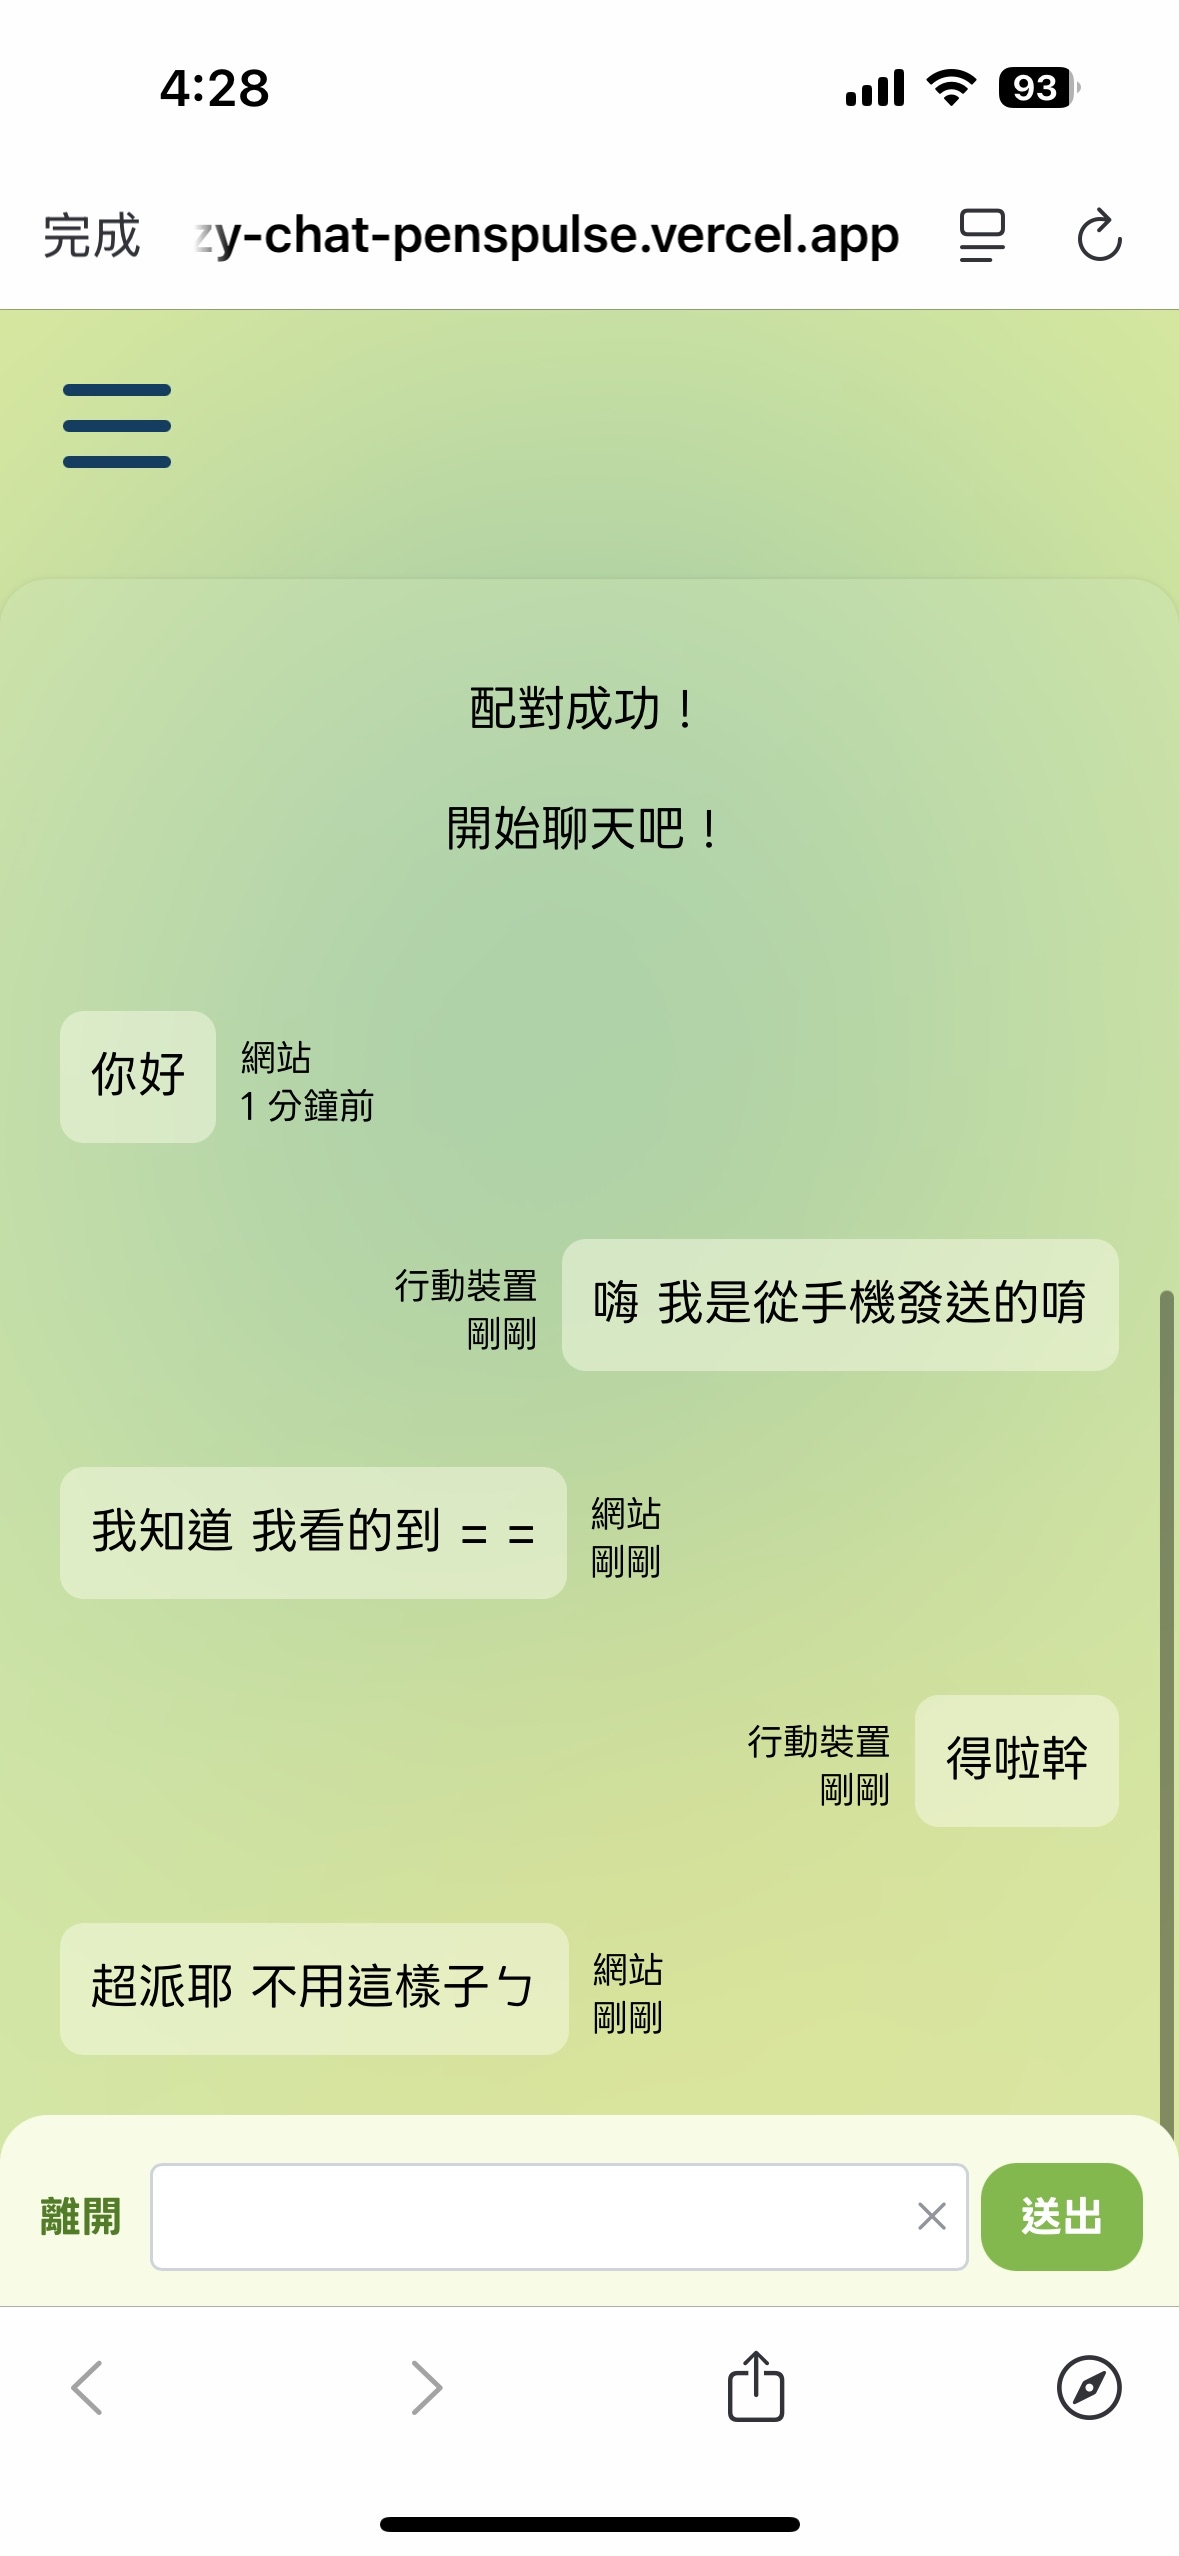 4:28
93
完成
zy-chat-penspulse.vercel.app
配對成功！
開始聊天吧！
你好
網站
1 分鐘前
行動裝置
剛剛
嗨 我是從手機發送的唷
我知道 我看的到 = =
網站
剛剛
行動裝置
剛剛
得啦幹
超派耶 不用這樣子ㄅ
網站
剛剛
離開
送出